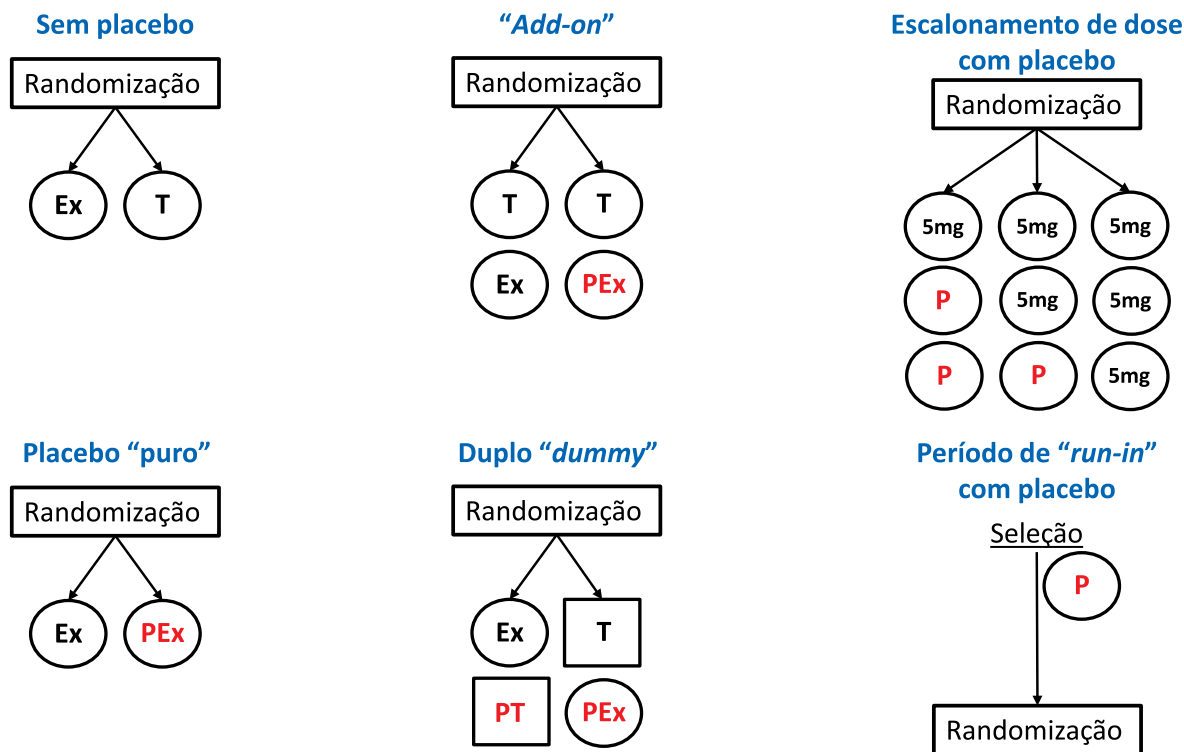 Sem placebo
Randomização
Ex T
“Add-on”
Randomização
T T
Ex PEx
Escalonamento de dose
com placebo
Randomização
5mg 5mg 5mg
P 5mg 5mg
P P 5mg
Placebo “puro”
Randomização
Ex PEx
Duplo “dummy”
Randomização
Ex T
PT PEx
Período de “run-in”
com placebo
Seleção
P
Randomização